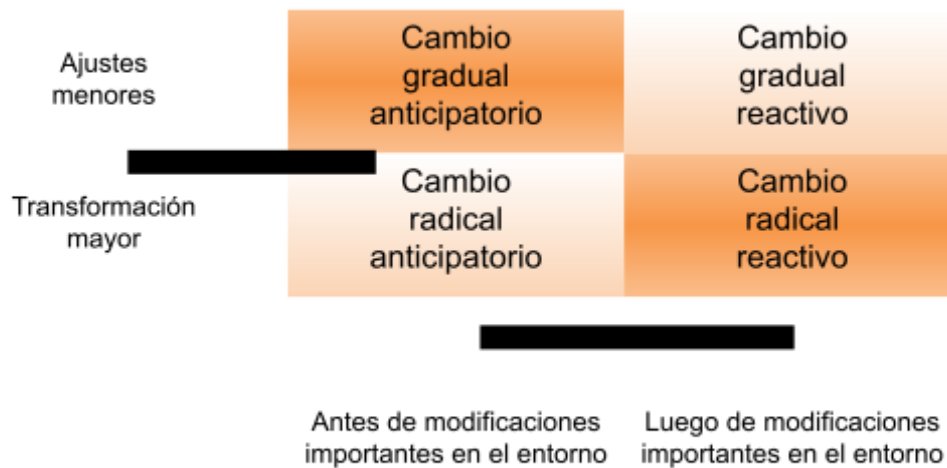 Ajustes
menores
Cambio
gradual
anticipatorio
Cambio
gradual
reactivo
Transformación
mayor
Cambio
radical
anticipatorio
Cambio
radical
reactivo
Antes de modificaciones
importantes en el entorno
Luego de modificaciones
importantes en el entorno